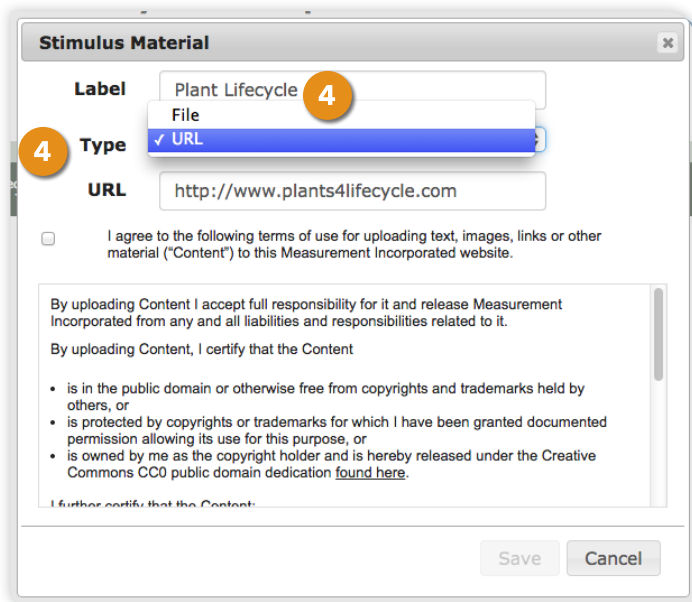 Stimulus Material
Label
Plant Lifecycle
4
File
4
Type
✓ URL
URL
http://www.plants4lifecycle.com
I agree to the following terms of use for uploading text, images, links or other
material (“Content”) to this Measurement Incorporated website.
By uploading Content I accept full responsibility for it and release Measurement
Incorporated from any and all liabilities and responsibilities related to it.
By uploading Content, I certify that the Content
• is in the public domain or otherwise free from copyrights and trademarks held by
others, or
• is protected by copyrights or trademarks for which I have been granted documented
permission allowing its use for this purpose, or
• is owned by me as the copyright holder and is hereby released under the Creative
Commons CC0 public domain dedication found here.
I further certify that the Content:
Save
Cancel